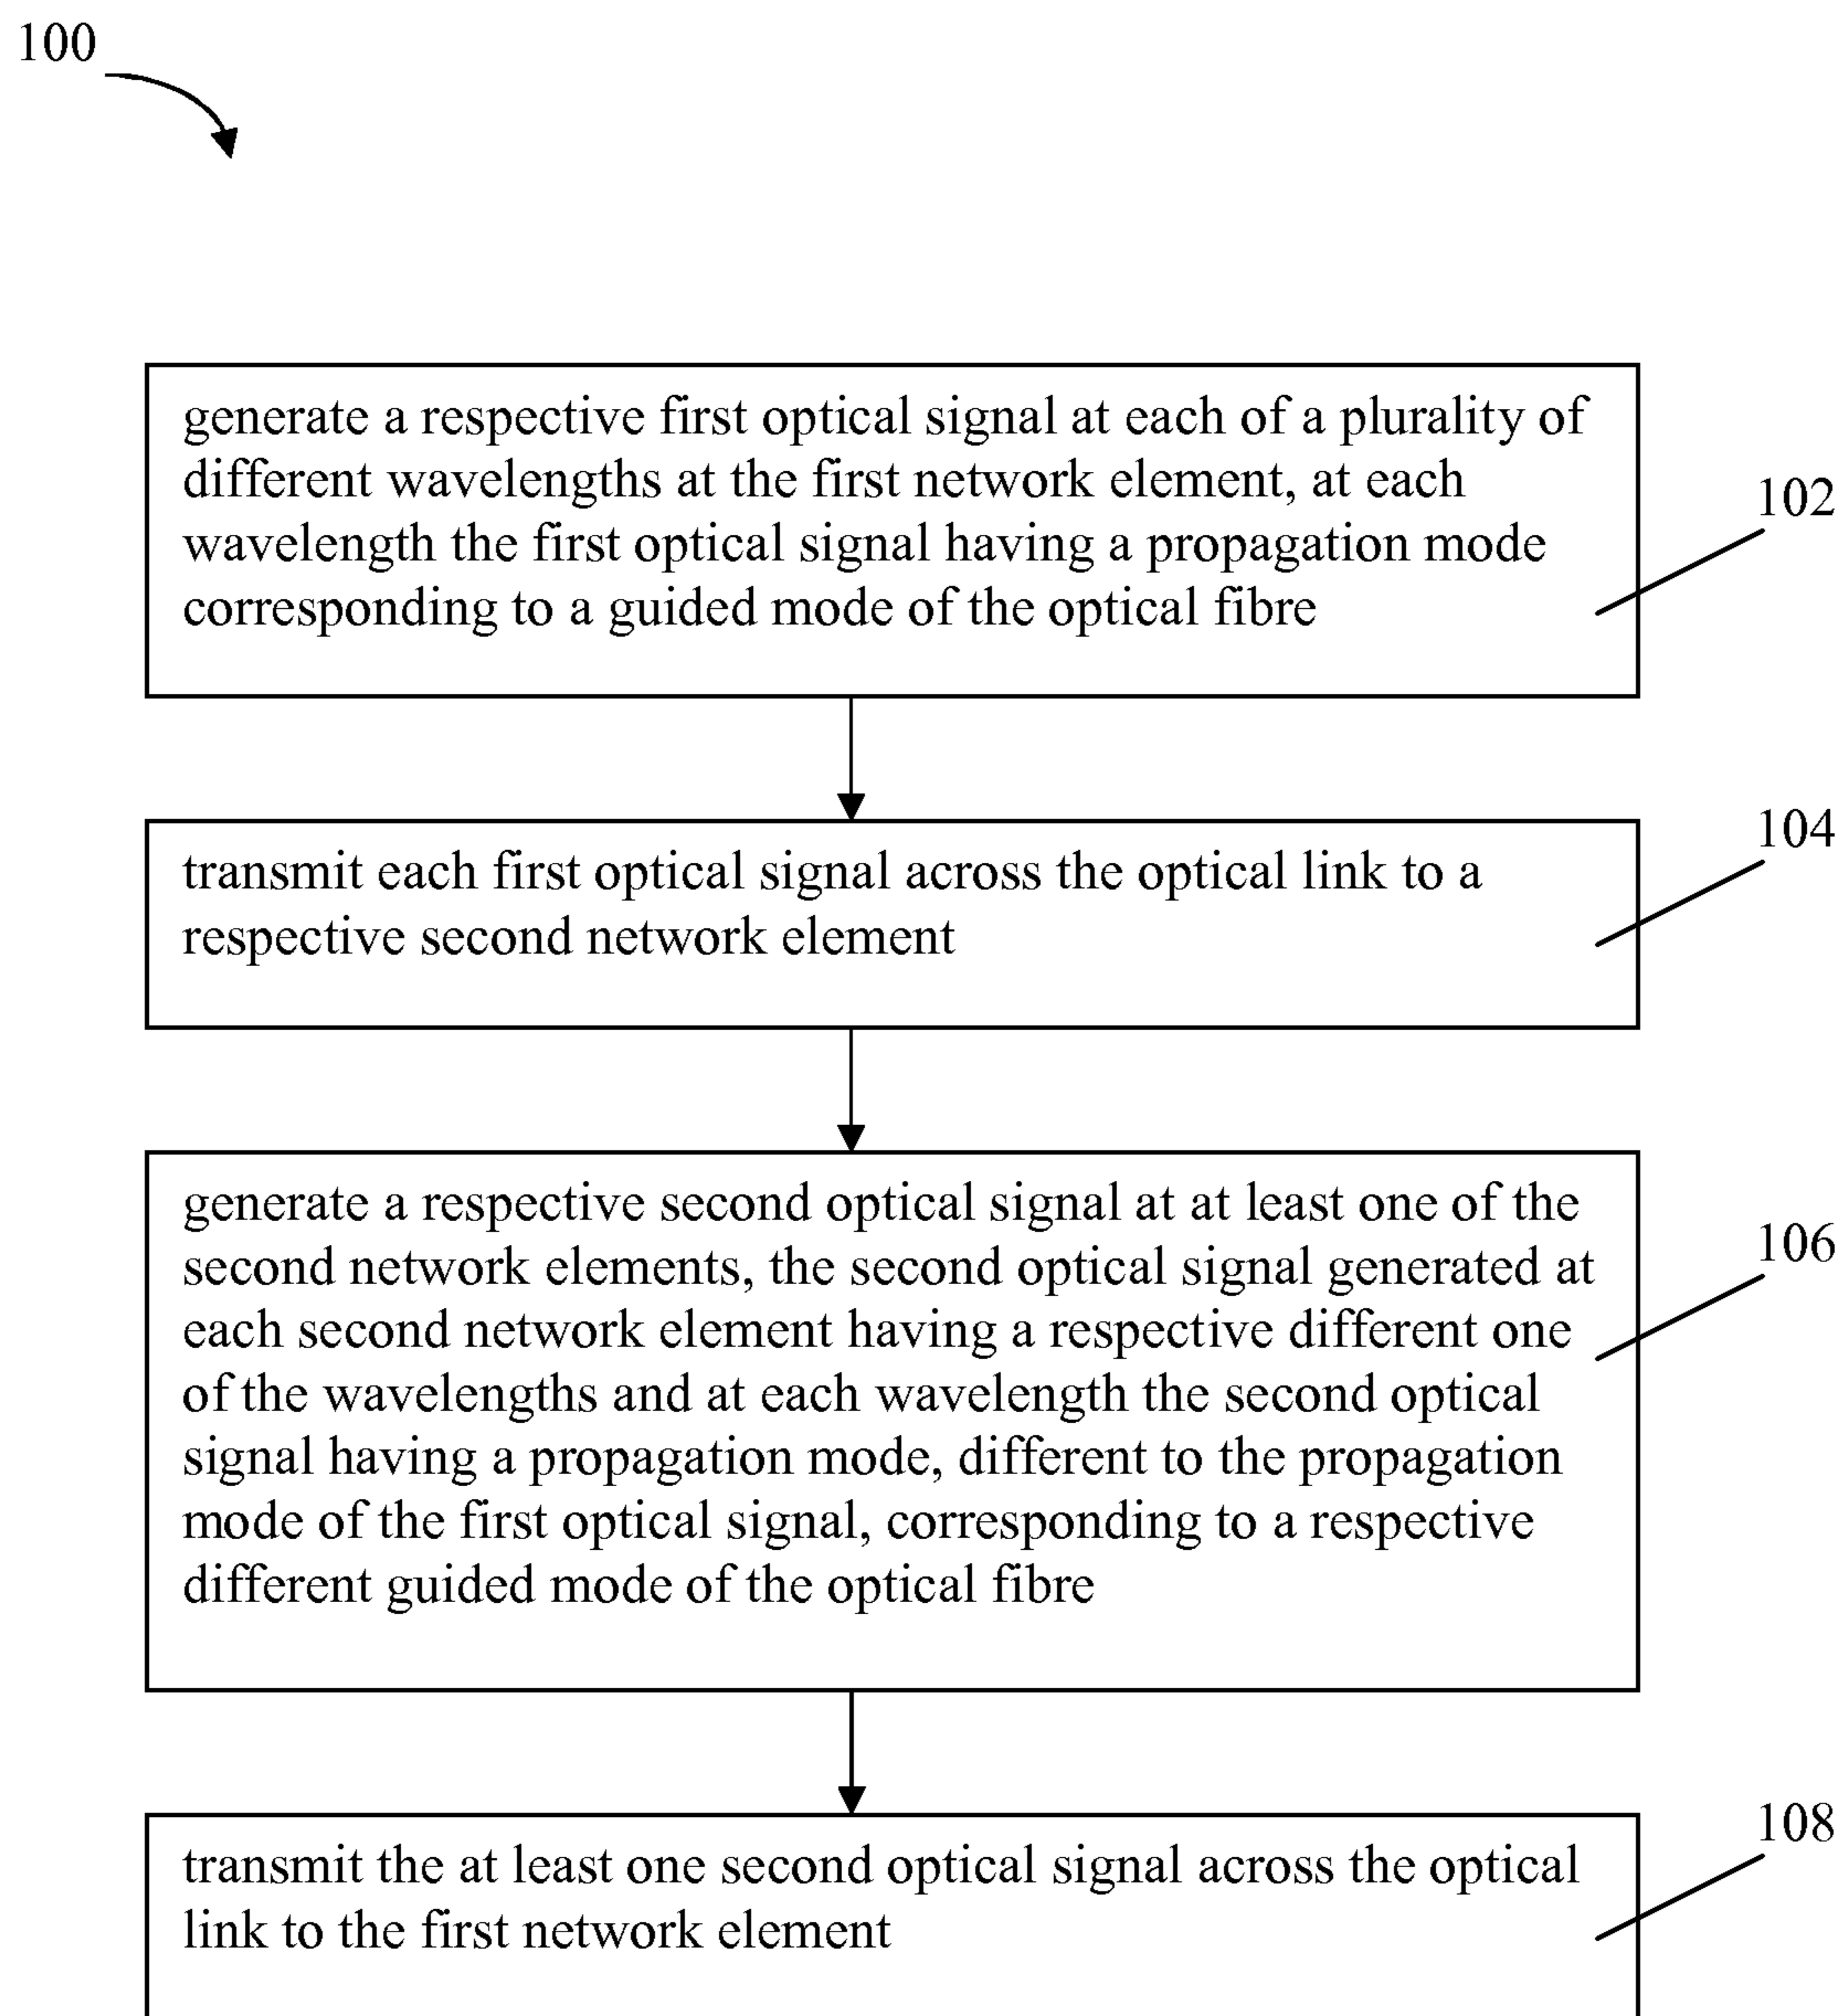 100
generate a respective first optical signal at each of a plurality of
different wavelengths at the first network element, at each
wavelength the first optical signal having a propagation mode
corresponding to a guided mode of the optical fibre
102
transmit each first optical signal across the optical link to a
respective second network element
104
generate a respective second optical signal at at least one of the
second network elements, the second optical signal generated at
each second network element having a respective different one
of the wavelengths and at each wavelength the second optical
signal having a propagation mode, different to the propagation
mode of the first optical signal, corresponding to a respective
different guided mode of the optical fibre
106
transmit the at least one second optical signal across the optical
link to the first network element
108